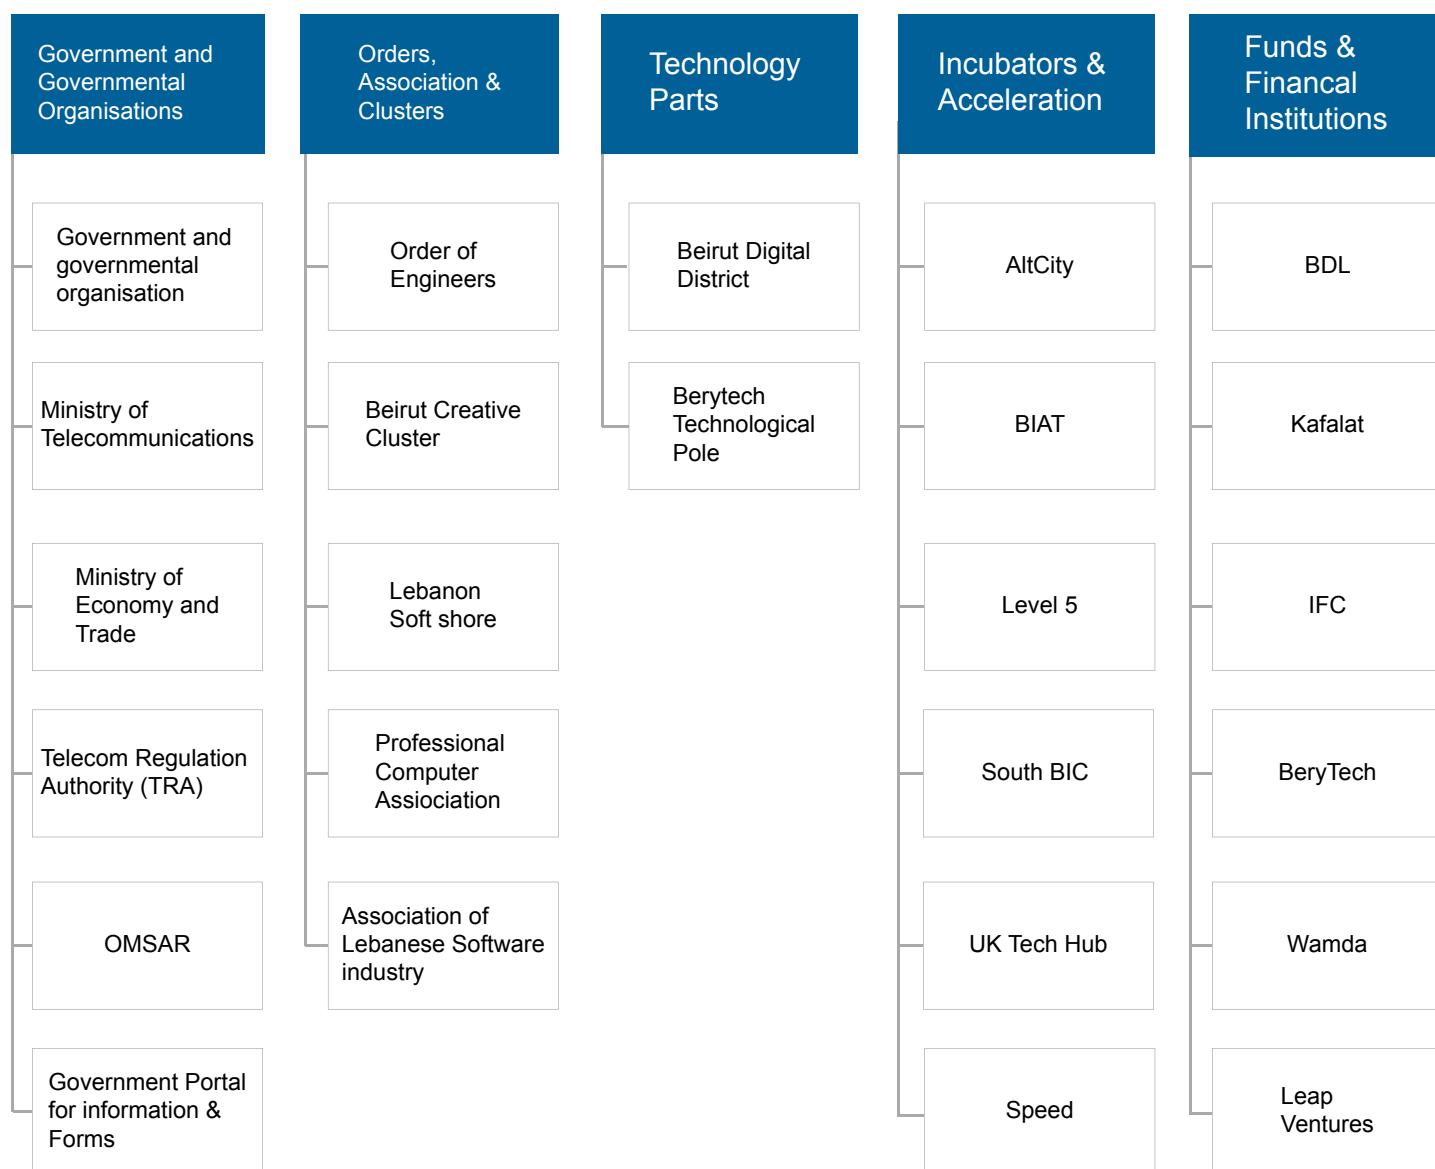 Government and
Governmental
Organisations
Government and
governmental
organisation
Ministry of
Telecommunications
Ministry of
Economy and
Trade
Telecom Regulation
Authority (TRA)
OMSAR
Government Portal
for information &
Forms
Orders,
Association &
Clusters
Order of
Engineers
Beirut Creative
Cluster
Lebanon
Soft shore
Professional
Computer
Assiociation
Association of
Lebanese Software
industry
Technology
Parts
Beirut Digital
District
Berytech
Technological
Pole
Incubators &
Acceleration
AltCity
BIAT
Level 5
South BIC
UK Tech Hub
Speed
Funds &
Financal
Institutions
BDL
Kafalat
IFC
BeryTech
Wamda
Leap
Ventures